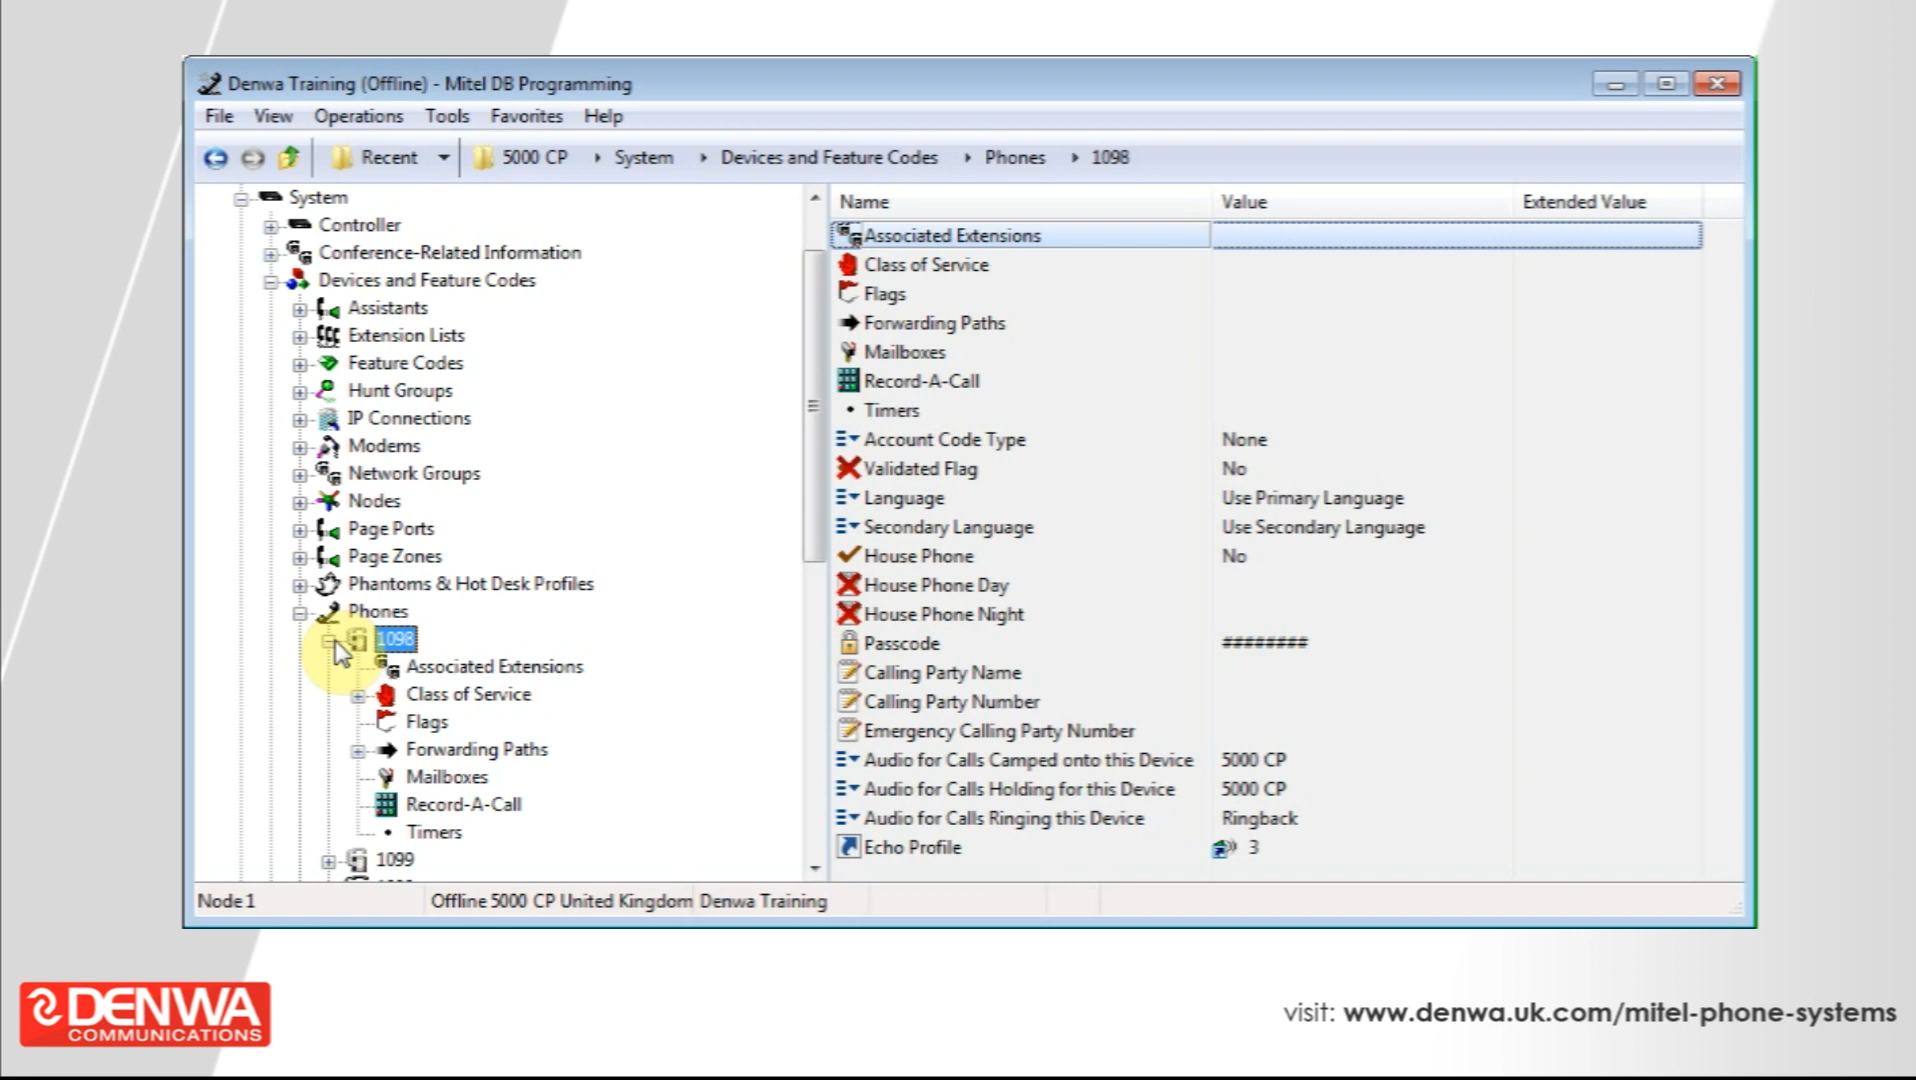 Denwa Training (Offline) - Mitel DB Programming
File View Operations Tools Favorites Help
Recent 5000 CP System Devices and Feature Codes Phones 1098
System
Controller
Conference-Related Information
Devices and Feature Codes
Assistants
Extension Lists
Feature Codes
Hunt Groups
IP Connections
Modems
Network Groups
Nodes
Page Ports
Page Zones
Phantoms & Hot Desk Profiles
Phones
1098
Associated Extensions
Class of Service
Flags
Forwarding Paths
Mailboxes
Record-A-Call
Timers
1099
Name Value Extended Value
Associated Extensions
Class of Service
Flags
Forwarding Paths
Mailboxes
Record-A-Call
Timers
Account Code Type None
Validated Flag No
Language Use Primary Language
Secondary Language Use Secondary Language
House Phone No
House Phone Day
House Phone Night
Passcode ########
Calling Party Name
Calling Party Number
Emergency Calling Party Number
Audio for Calls Camped onto this Device 5000 CP
Audio for Calls Holding for this Device 5000 CP
Audio for Calls Ringing this Device Ringback
Echo Profile 3
Node 1 Offline 5000 CP United Kingdom Denwa Training
DENWA
COMMUNICATIONS
visit: www.denwa.uk.com/mitel-phone-systems